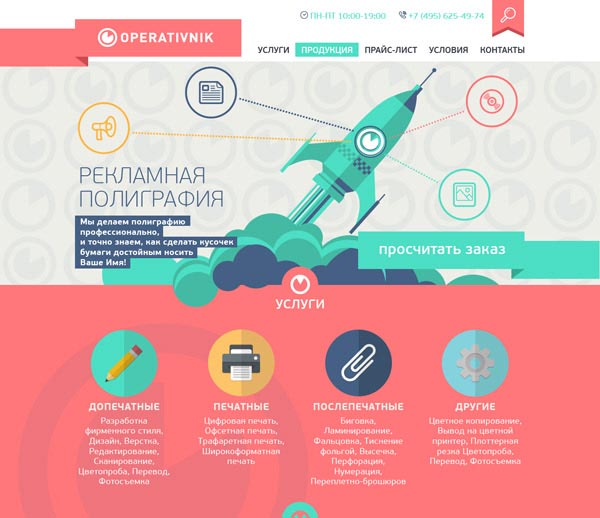 ПН-ПТ 10:00-19:00 +7 (495) 625-49-74
OPERATIVNIK
УСЛУГИ ПРОДУКЦИЯ ПРАЙС-ЛИСТ УСЛОВИЯ КОНТАКТЫ
РЕКЛАМНАЯ
ПОЛИГРАФИЯ
Мы делаем полиграфию
профессионально,
и точно знаем, как сделать кусочек
бумаги достойным носить
Ваше Имя!
просчитать заказ
УСЛУГИ
ДОПЕЧАТНЫЕ
Разработка
фирменного стиля,
Дизайн, Верстка,
Редактирование,
Сканирование,
Цветопроба, Перевод,
Фотосъемка
ПЕЧАТНЫЕ
Цифровая печать,
Офсетная печать,
Трафаретная печать,
Широкоформатная
печать
ПОСЛЕПЕЧАТНЫЕ
Биговка,
Ламинирование,
Фальцовка, Тиснение
фольгой, Высечка,
Перфорация,
Нумерация,
Переплетно-брошюров
ДРУГИЕ
Цветное копирование,
Вывод на цветной
принтер, Плоттерная
резка Цветопроба,
Перевод, Фотосъемка